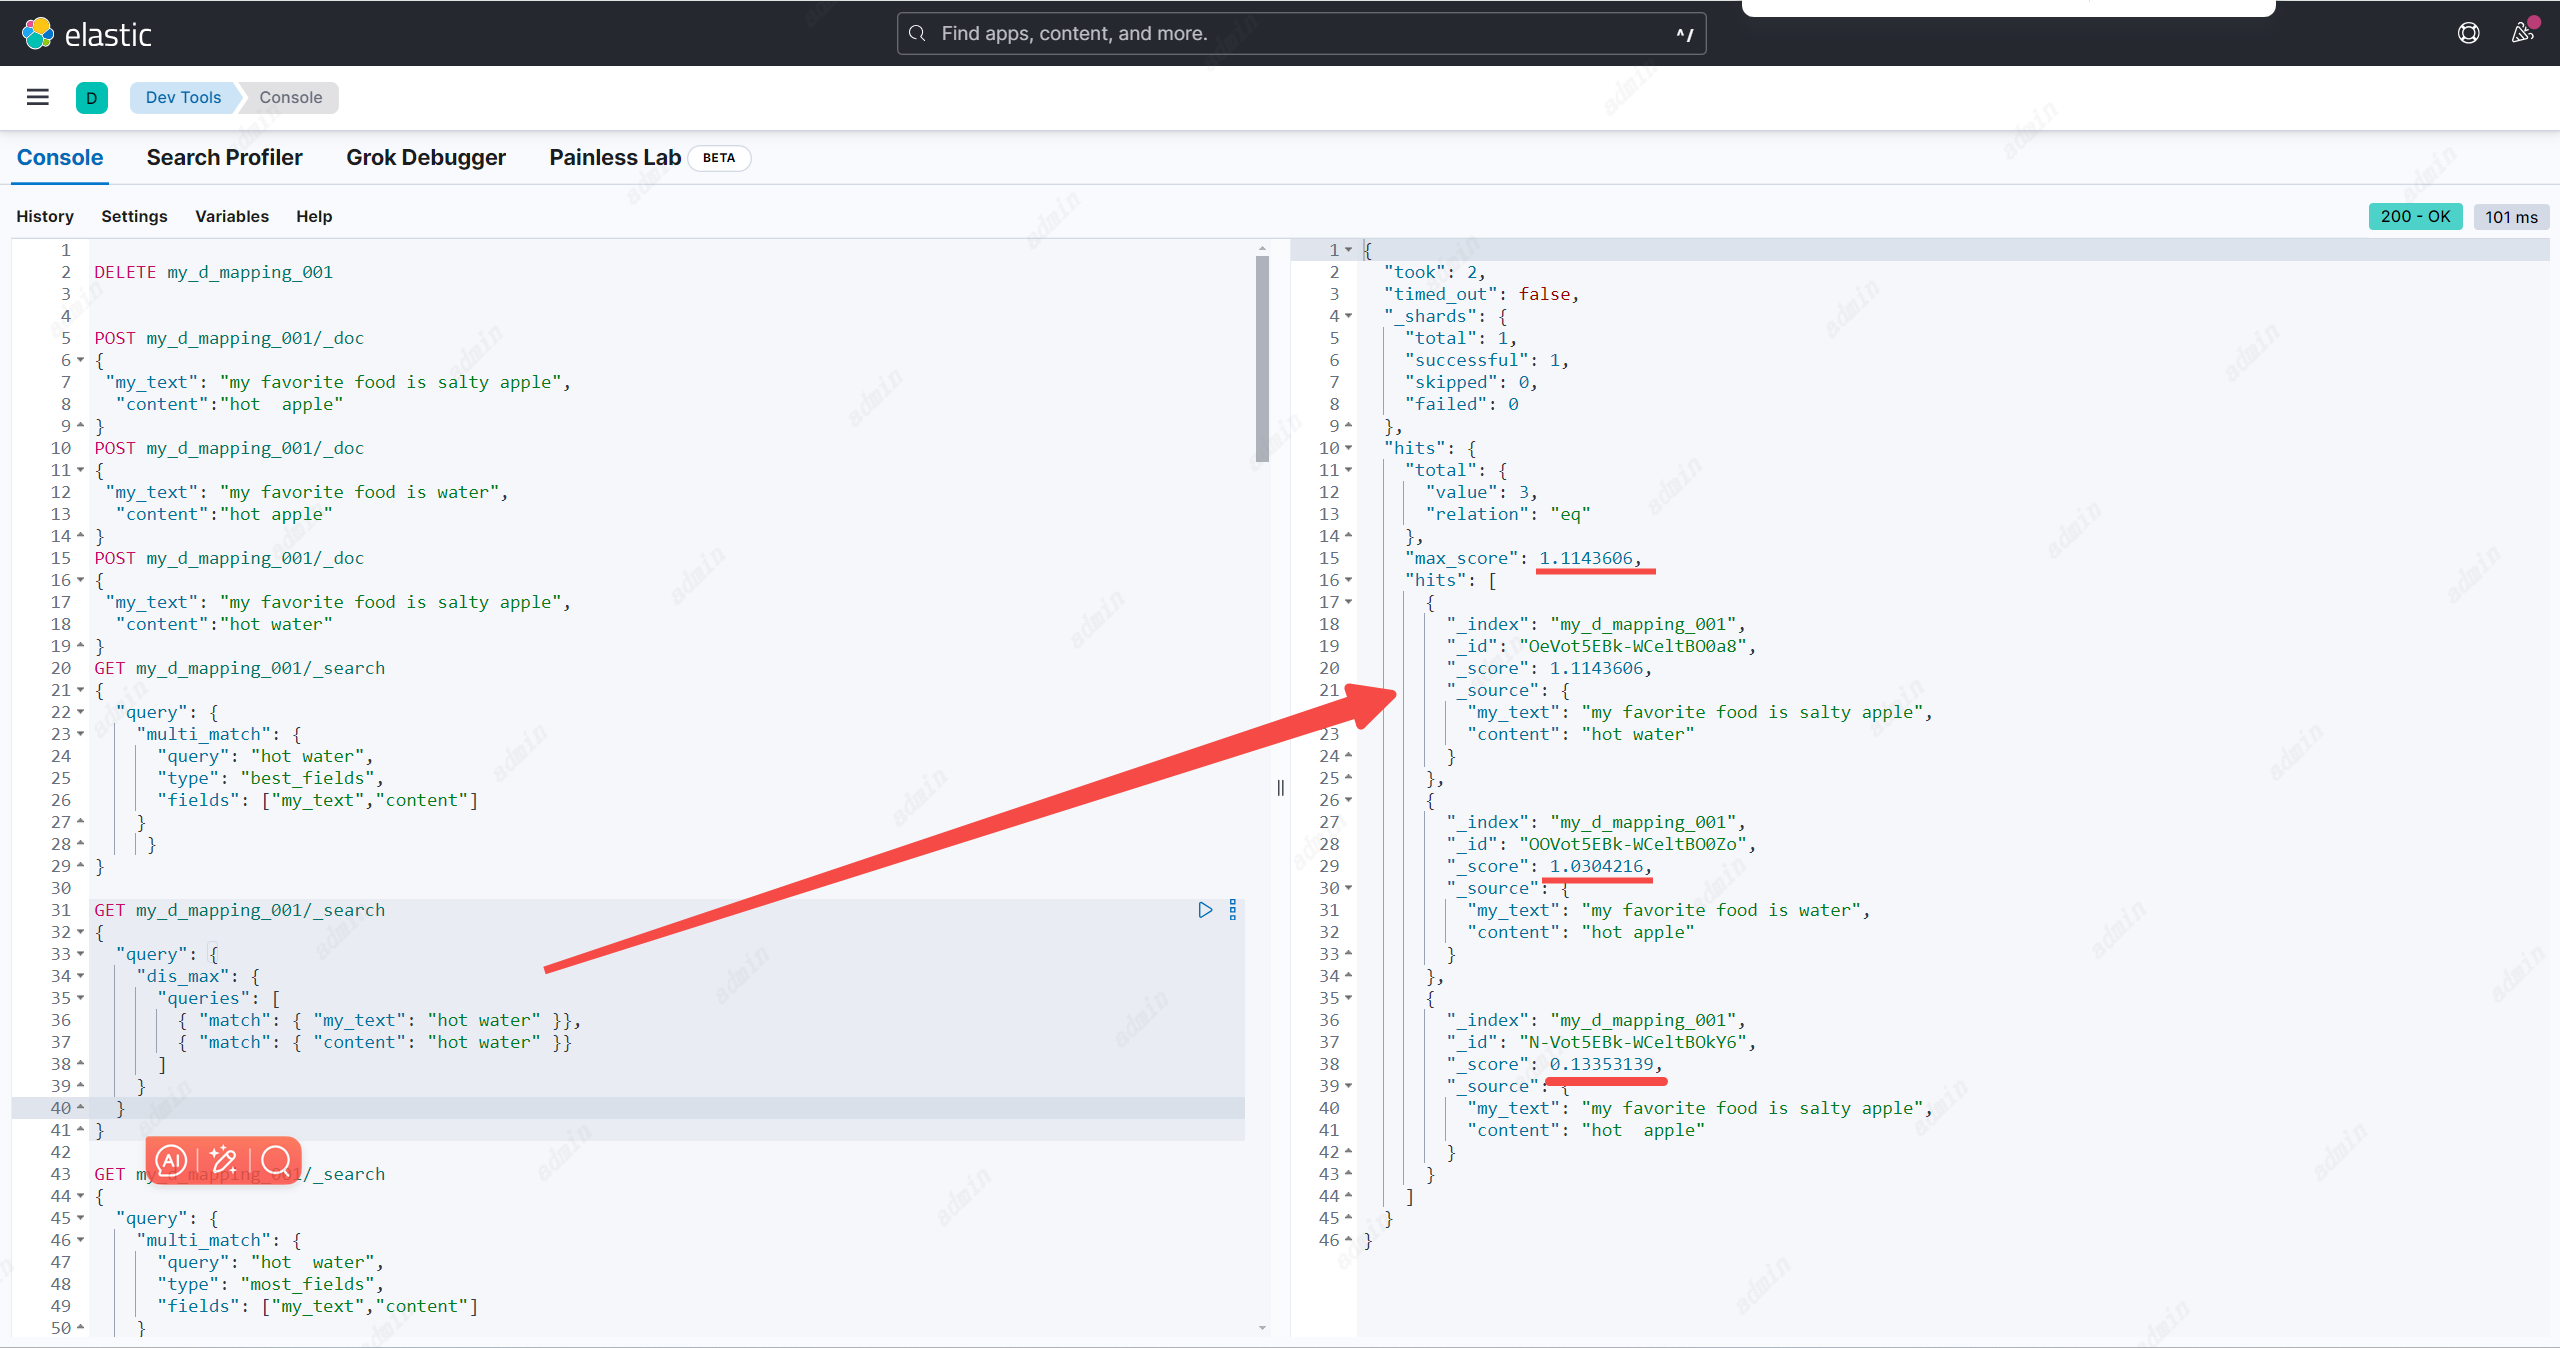 elastic
Find apps, content, and more.
^/
D
Dev Tools
Console
Console
Search Profiler
Grok Debugger
Painless Lab
BETA
History
Settings
Variables
Help
200 - OK
101 ms
1
2 DELETE my_d_mapping_001
3
4
5 POST my_d_mapping_001/_doc
6 {
7 "my_text": "my favorite food is salty apple",
8 "content":"hot  apple"
9 }
10 POST my_d_mapping_001/_doc
11 {
12 "my_text": "my favorite food is water",
13 "content":"hot apple"
14 }
15 POST my_d_mapping_001/_doc
16 {
17 "my_text": "my favorite food is salty apple",
18 "content":"hot water"
19 }
20 GET my_d_mapping_001/_search
21 {
22 "query": {
23 "multi_match": {
24 "query": "hot water",
25 "type": "best_fields",
26 "fields": ["my_text","content"]
27 }
28 }
29 }
30
31 GET my_d_mapping_001/_search
32 {
33 "query": {
34 "dis_max": {
35 "queries": [
36 { "match": { "my_text": "hot water" }},
37 { "match": { "content": "hot water" }}
38 ]
39 }
40 }
41 }
42
AI
43 GET my_d_mapping_001/_search
44 {
45 "query": {
46 "multi_match": {
47 "query": "hot  water",
48 "type": "most_fields",
49 "fields": ["my_text","content"]
50 }
1 {
2 "took": 2,
3 "timed_out": false,
4 "_shards": {
5 "total": 1,
6 "successful": 1,
7 "skipped": 0,
8 "failed": 0
9 },
10 "hits": {
11 "total": {
12 "value": 3,
13 "relation": "eq"
14 },
15 "max_score": 1.1143606,
16 "hits": [
17 {
18 "_index": "my_d_mapping_001",
19 "_id": "OeVot5EBk-WCeltBO0a8",
20 "_score": 1.1143606,
21 "_source": {
"my_text": "my favorite food is salty apple",
23 "content": "hot water"
24 }
25 },
26 {
27 "_index": "my_d_mapping_001",
28 "_id": "OOVot5EBk-WCeltBO0Zo",
29 "_score": 1.0304216,
30 "_source": {
31 "my_text": "my favorite food is water",
32 "content": "hot apple"
33 }
34 },
35 {
36 "_index": "my_d_mapping_001",
37 "_id": "N-Vot5EBk-WCeltBOkY6",
38 "_score": 0.13353139,
39 "_source": {
40 "my_text": "my favorite food is salty apple",
41 "content": "hot  apple"
42 }
43 }
44 ]
45 }
46 }
admin